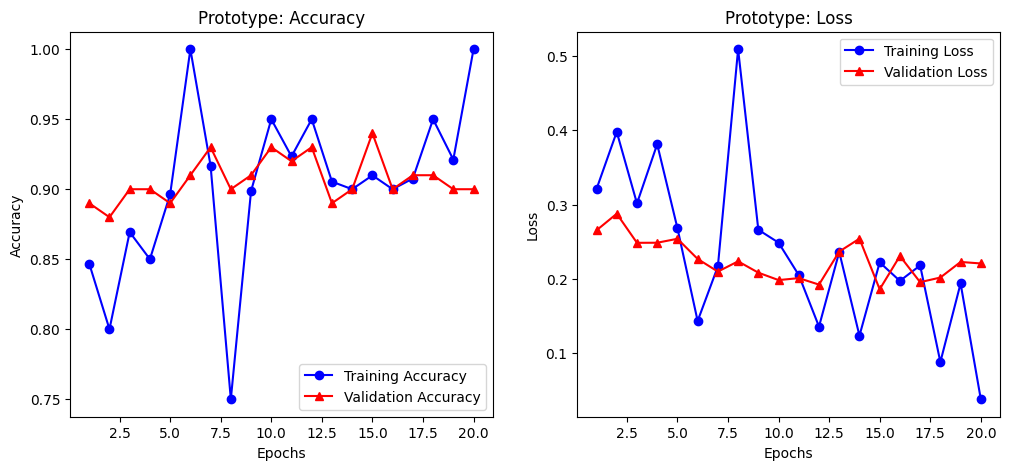 Prototype: Accuracy
1.00
0.95
0.90
0.85
0.80
0.75
Accuracy
2.5 5.0 7.5 10.0 12.5 15.0 17.5 20.0
Epochs
Training Accuracy
Validation Accuracy
Prototype: Loss
0.5
0.4
0.3
0.2
0.1
Loss
2.5 5.0 7.5 10.0 12.5 15.0 17.5 20.0
Epochs
Training Loss
Validation Loss